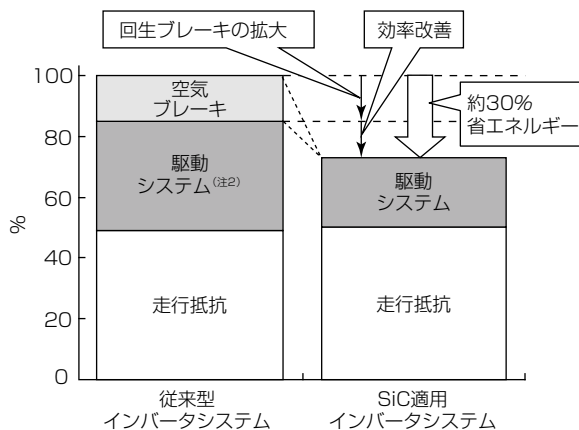 回生ブレーキの拡大
効率改善
約30%
省エネルギー
100
80
60
40
20
0
%
空気
ブレーキ
駆動
システム(注2)
走行抵抗
駆動
システム
走行抵抗
従来型
インバータシステム
SiC適用
インバータシステム